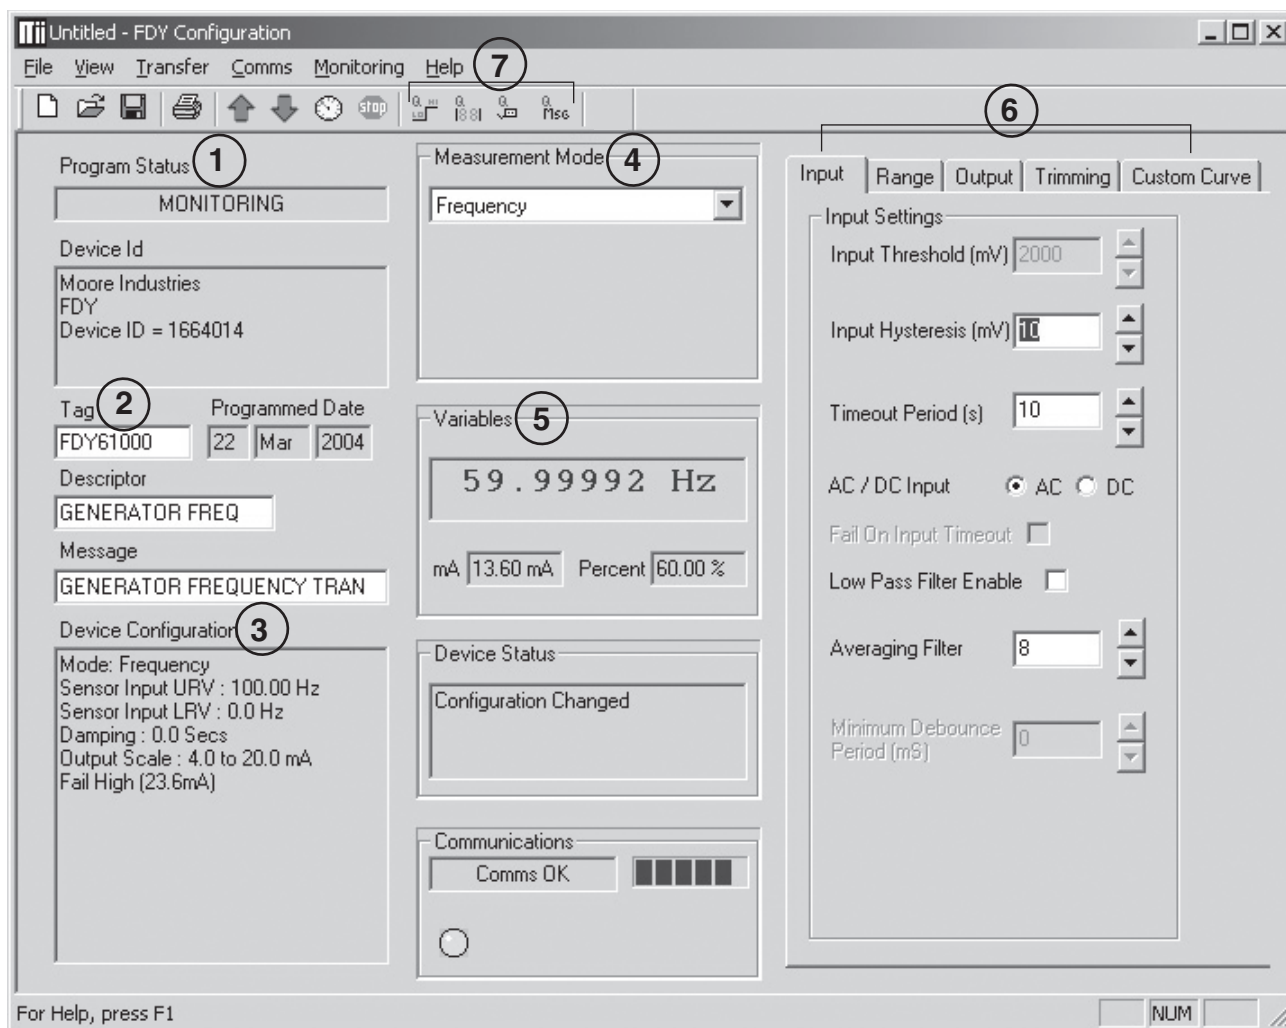 Untitled - FDY Configuration
File View Transfer Comms Monitoring Help
7
stop
Msg
6
Program Status
1
MONITORING
Device Id
Moore Industries
FDY
Device ID = 1664014
Tag
2
Programmed Date
FDY61000
22 Mar 2004
Descriptor
GENERATOR FREQ
Message
GENERATOR FREQUENCY TRAN
Device Configuration
3
Mode: Frequency
Sensor Input URV : 100.00 Hz
Sensor Input LRV : 0.0 Hz
Damping : 0.0 Secs
Output Scale : 4.0 to 20.0 mA
Fail High (23.6mA)
Measurement Mode
4
Frequency
Variables
5
59.99992 Hz
mA 13.60 mA Percent 60.00 %
Device Status
Configuration Changed
Communications
Comms OK
Input Range Output Trimming Custom Curve
Input Settings
Input Threshold (mV) 2000
Input Hysteresis (mV) 10
Timeout Period (s) 10
AC / DC Input AC DC
Fail On Input Timeout
Low Pass Filter Enable
Averaging Filter 8
Minimum Debounce
Period (mS) 0
For Help, press F1
NUM